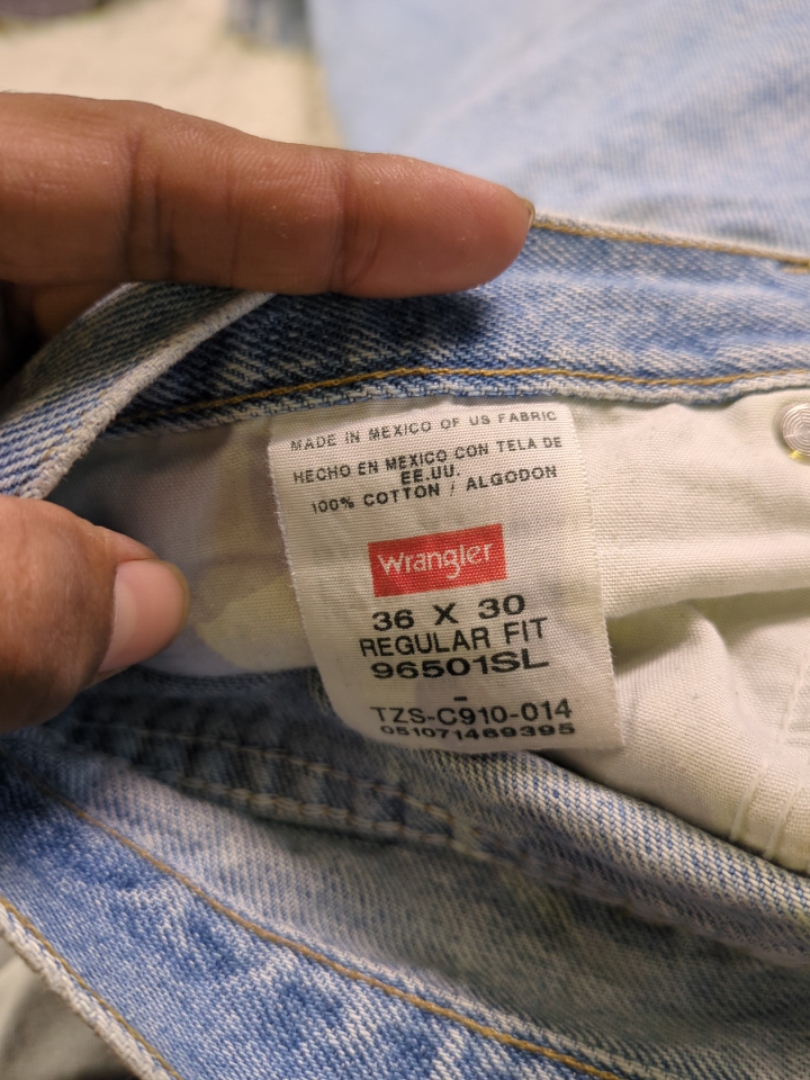 MADE IN MEXICO OF US FABRIC
HECHO EN MEXICO CON TELA DE
EE.UU.
100% COTTON / ALGODON
Wrangler
36 X 30
REGULAR FIT
96501SL
-
TZS-C910-014
051071469395